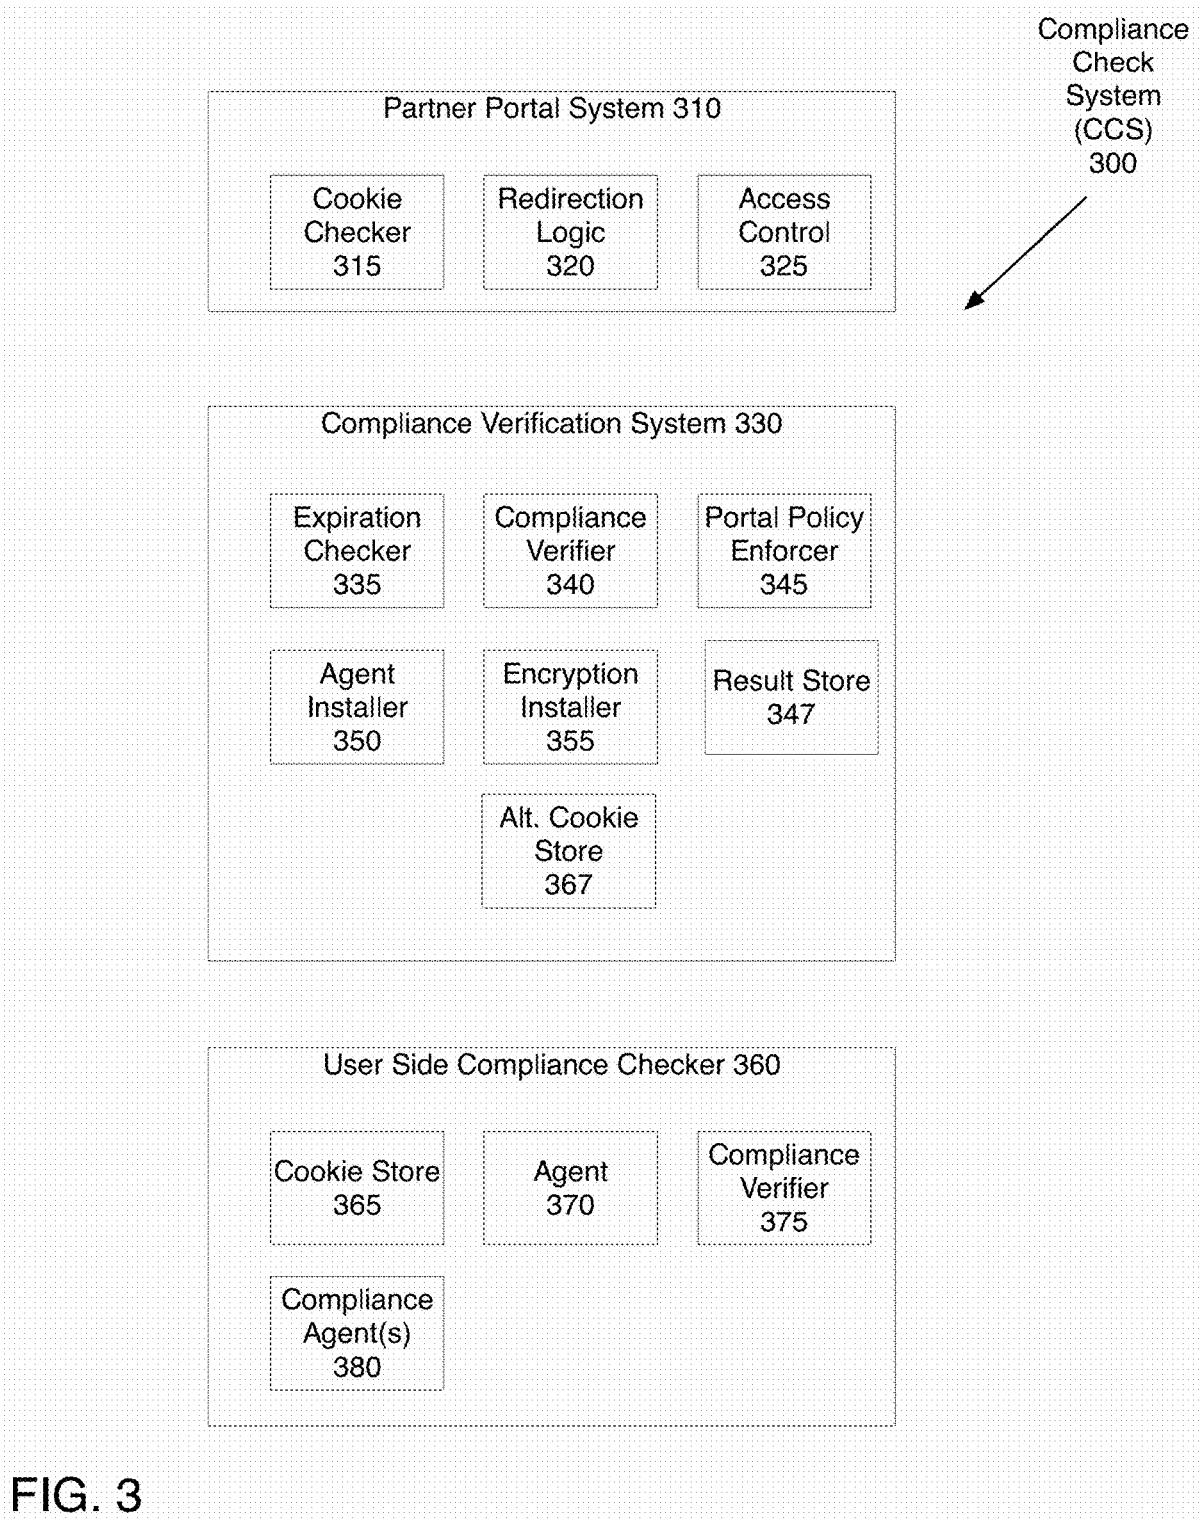 Compliance
Check
System
(CCS)
300
Partner Portal System 310
Cookie
Checker
315
Redirection
Logic
320
Access
Control
325
Compliance Verification System 330
Expiration
Checker
335
Compliance
Verifier
340
Portal Policy
Enforcer
345
Agent
Installer
350
Encryption
Installer
355
Result Store
347
Alt. Cookie
Store
367
User Side Compliance Checker 360
Cookie Store
365
Agent
370
Compliance
Verifier
375
Compliance
Agent(s)
380
FIG. 3